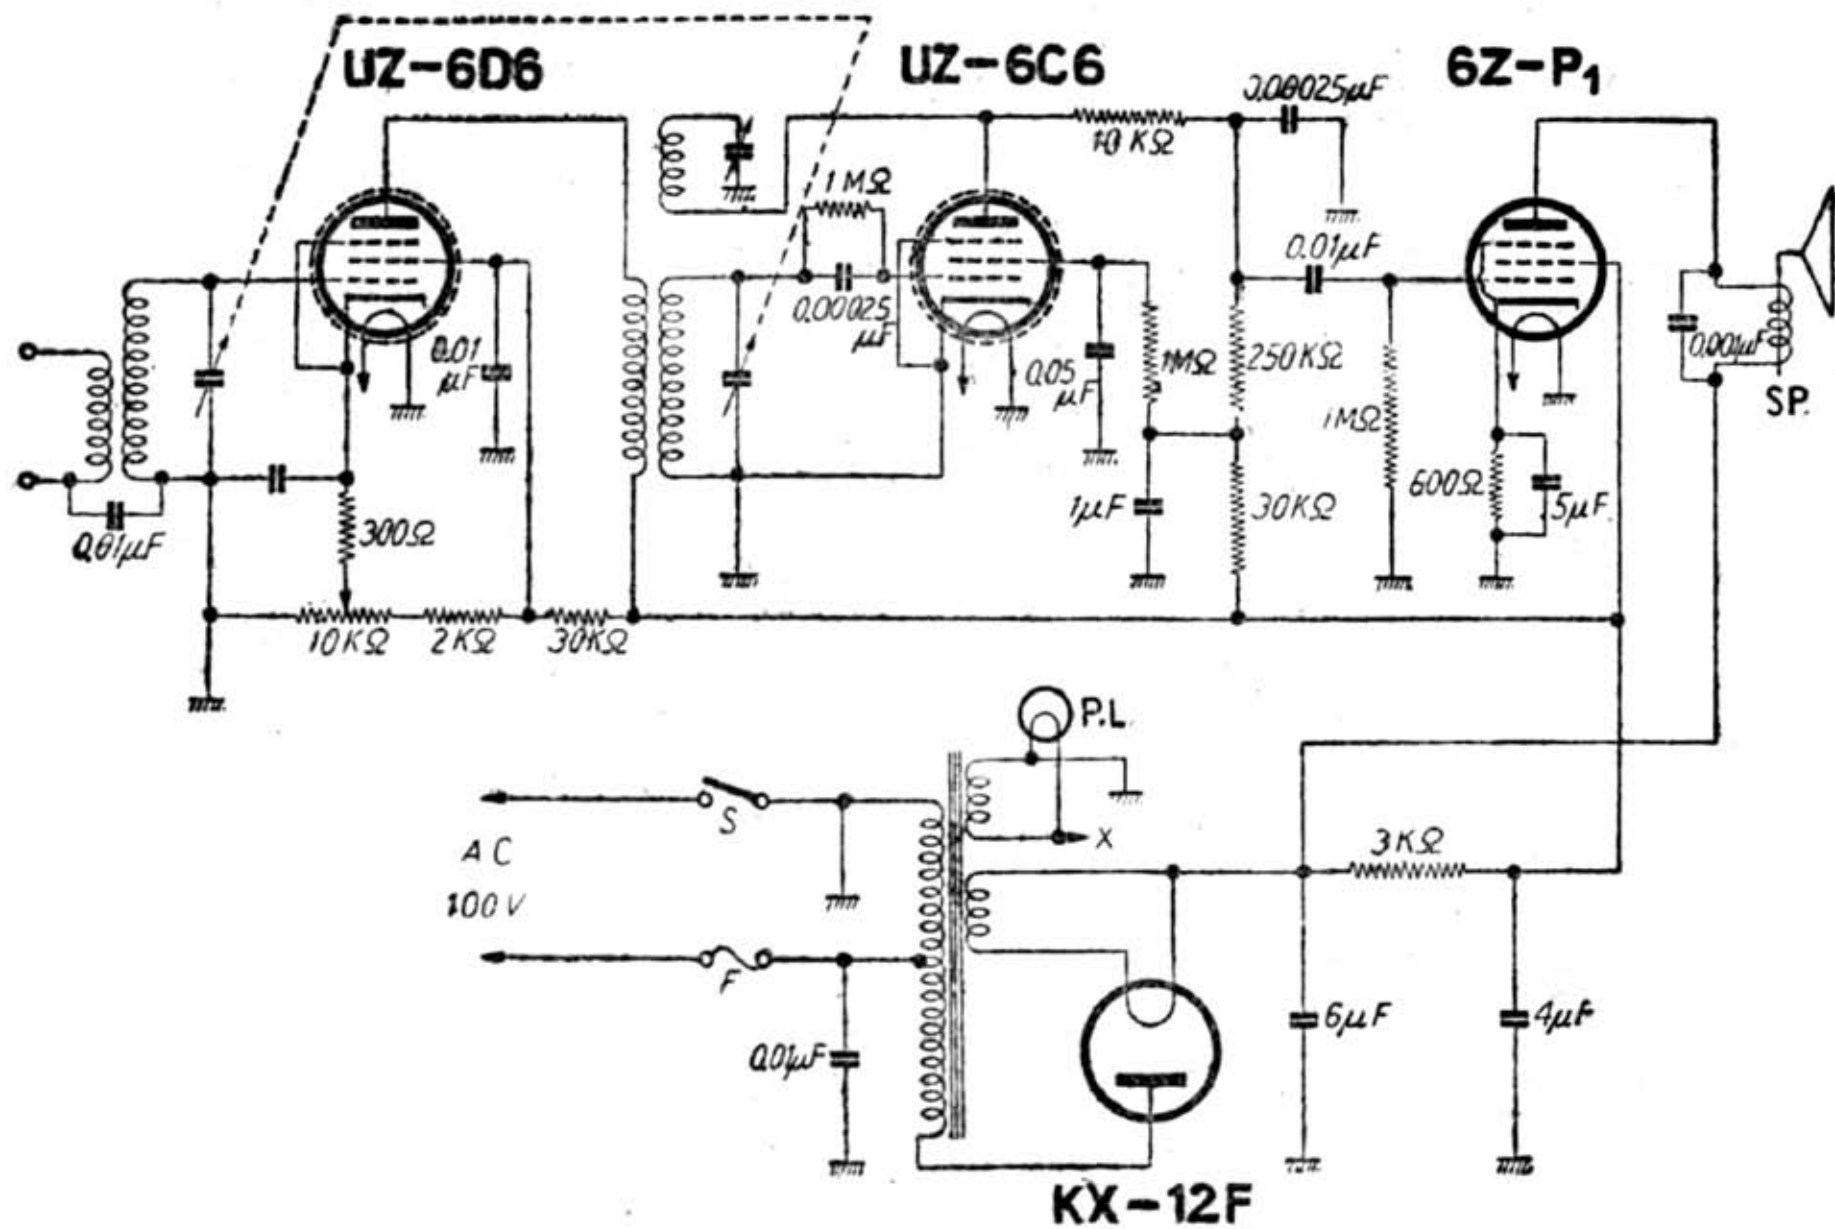 UZ-6D6
UZ-6C6
6Z-P1
0.00025μF
10KΩ
1MΩ
0.01μF
0.00025
μF
0.01
μF
0.05
μF
1MΩ
250KΩ
0.001μF
SP.
1MΩ
600Ω
5μF
1μF
30KΩ
0.01μF
300Ω
10KΩ
2KΩ
30KΩ
P.L.
S
X
AC
100V
3KΩ
F
0.01μF
6μF
4μF
KX-12F